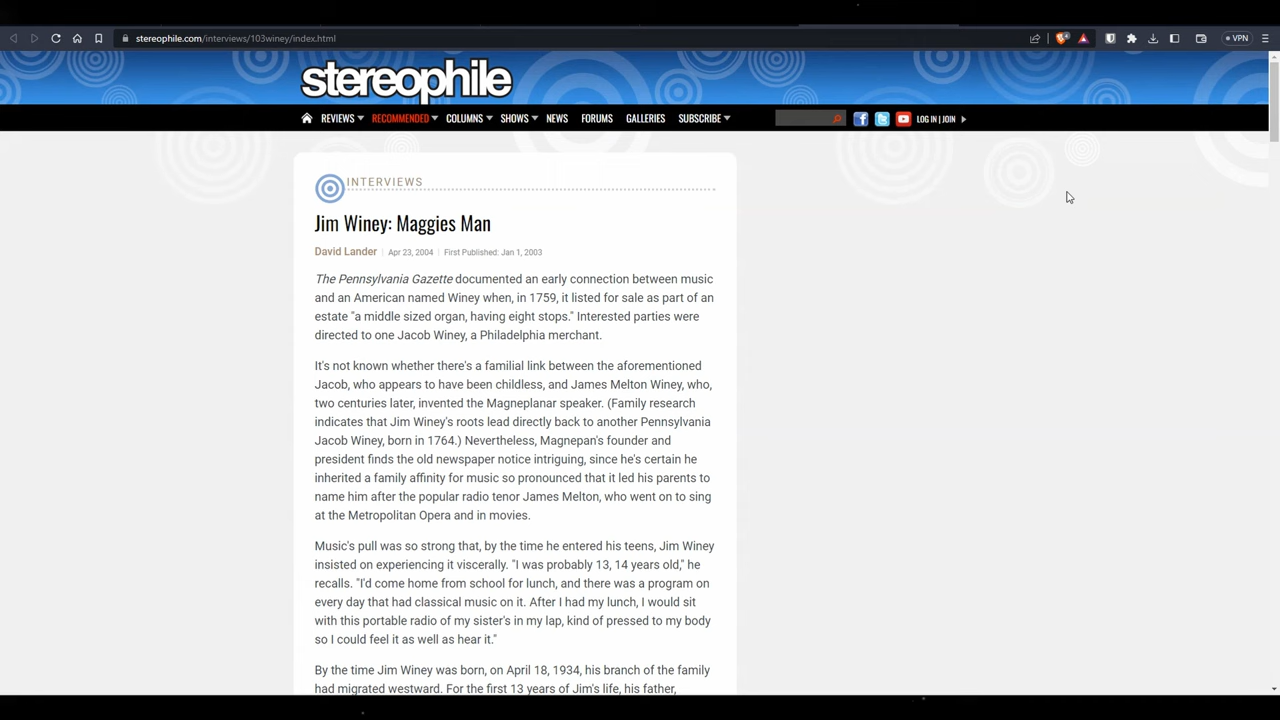 stereophile.com/interviews/103winey/index.html
VPN
stereophile
REVIEWS RECOMMENDED COLUMNS SHOWS NEWS FORUMS GALLERIES SUBSCRIBE LOG IN | JOIN
INTERVIEWS
Jim Winey: Maggies Man
David Lander | Apr 23, 2004 | First Published: Jan 1, 2003
The Pennsylvania Gazette documented an early connection between music
and an American named Winey when, in 1759, it listed for sale as part of an
estate "a middle sized organ, having eight stops." Interested parties were
directed to one Jacob Winey, a Philadelphia merchant.
It's not known whether there's a familial link between the aforementioned
Jacob, who appears to have been childless, and James Melton Winey, who,
two centuries later, invented the Magneplanar speaker. (Family research
indicates that Jim Winey's roots lead directly back to another Pennsylvania
Jacob Winey, born in 1764.) Nevertheless, Magnepan's founder and
president finds the old newspaper notice intriguing, since he's certain he
inherited a family affinity for music so pronounced that it led his parents to
name him after the popular radio tenor James Melton, who went on to sing
at the Metropolitan Opera and in movies.
Music's pull was so strong that, by the time he entered his teens, Jim Winey
insisted on experiencing it viscerally. "I was probably 13, 14 years old," he
recalls. "I'd come home from school for lunch, and there was a program on
every day that had classical music on it. After I had my lunch, I would sit
with this portable radio of my sister's in my lap, kind of pressed to my body
so I could feel it as well as hear it."
By the time Jim Winey was born, on April 18, 1934, his branch of the family
had migrated westward. For the first 13 years of Jim's life, his father,